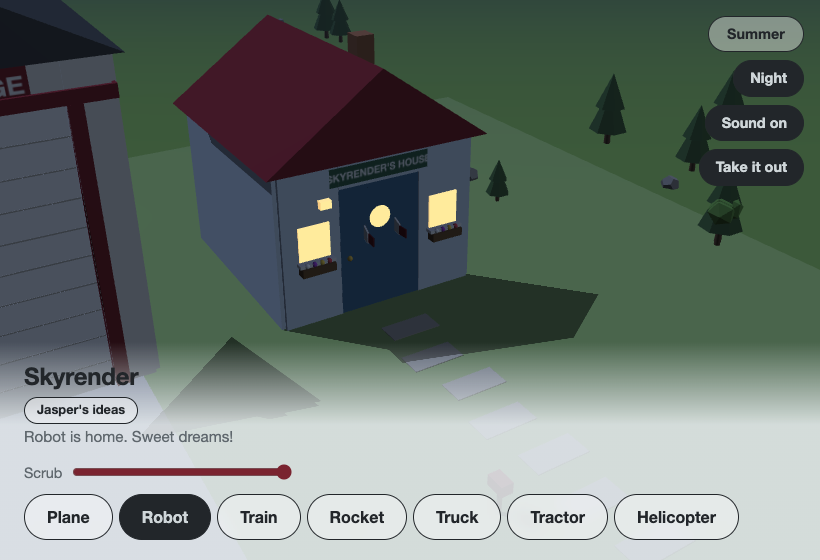 GE
SKYRENDER'S HOUSE
Summer
Night
Sound on
Take it out
Skyrender
Jasper's ideas
Robot is home. Sweet dreams!
Scrub
Plane
Robot
Train
Rocket
Truck
Tractor
Helicopter